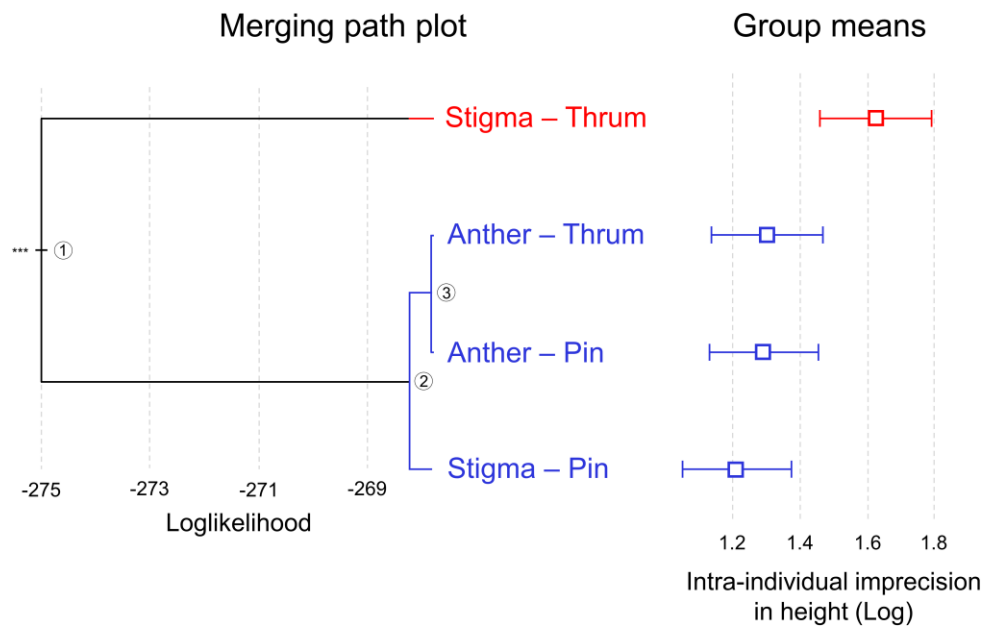 Merging path plot
Group means
Stigma – Thrum
Anther – Thrum
*** ①
③
Anther – Pin
②
Stigma – Pin
-275 -273 -271 -269
Loglikelihood
1.2 1.4 1.6 1.8
Intra-individual imprecision
in height (Log)